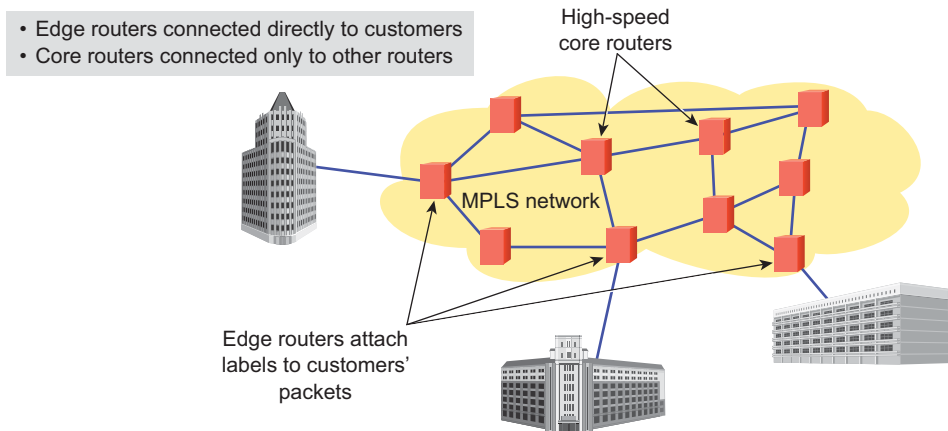 • Edge routers connected directly to customers
• Core routers connected only to other routers
High-speed
core routers
MPLS network
Edge routers attach
labels to customers’
packets